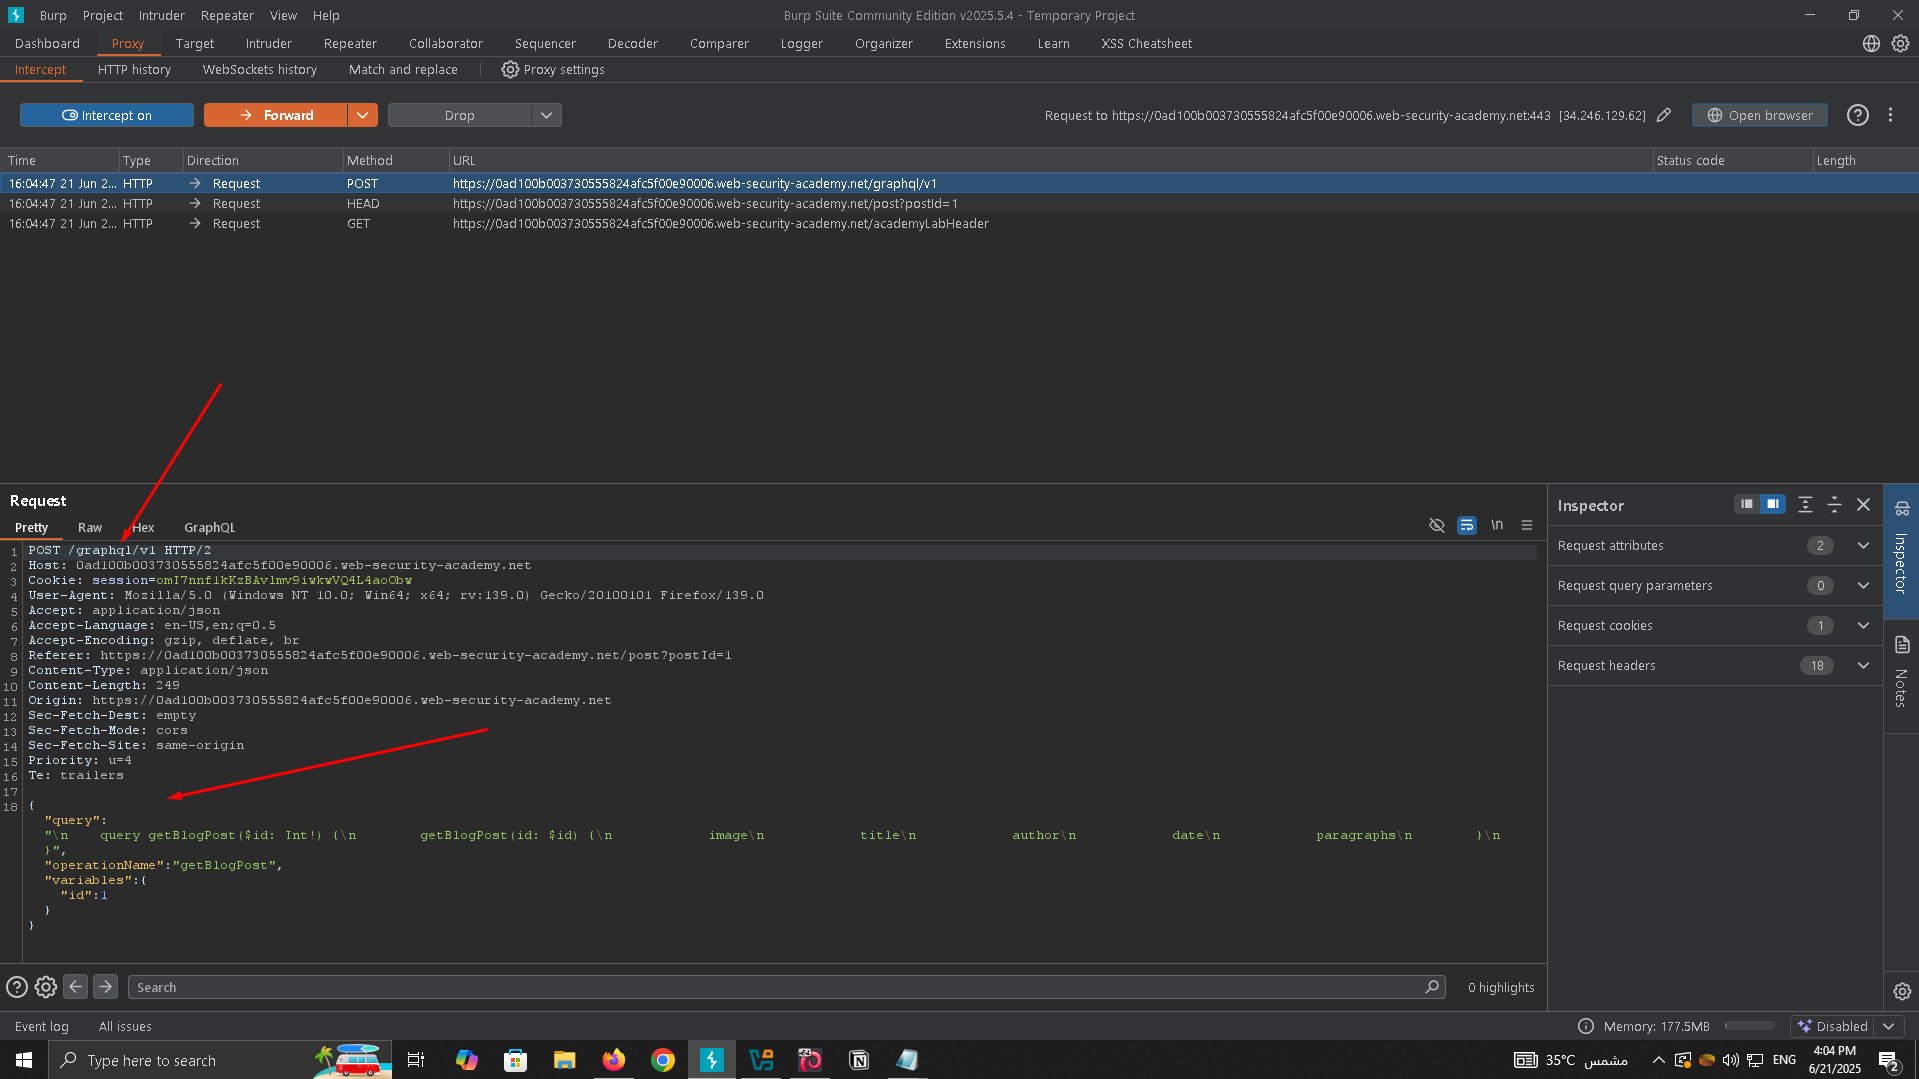 Burp Project Intruder Repeater View Help
Burp Suite Community Edition v2025.5.4 - Temporary Project
Dashboard Proxy Target Intruder Repeater Collaborator Sequencer Decoder Comparer Logger Organizer Extensions Learn XSS Cheatsheet
Intercept HTTP history WebSockets history Match and replace Proxy settings
Intercept on Forward Drop Request to https://0ad100b003730555824afc5f00e90006.web-security-academy.net:443 [34.246.129.62] Open browser
Time Type Direction Method URL Status code Length
16:04:47 21 Jun 2... HTTP Request POST https://0ad100b003730555824afc5f00e90006.web-security-academy.net/graphql/v1
16:04:47 21 Jun 2... HTTP Request HEAD https://0ad100b003730555824afc5f00e90006.web-security-academy.net/post?postId=1
16:04:47 21 Jun 2... HTTP Request GET https://0ad100b003730555824afc5f00e90006.web-security-academy.net/academyLabHeader
Request
Pretty Raw Hex GraphQL
\n
1 POST /graphql/v1 HTTP/2
2 Host: 0ad100b003730555824afc5f00e90006.web-security-academy.net
3 Cookie: session=omI7nnflkKzBAvlmv9iwkwVQ4L4aoObw
4 User-Agent: Mozilla/5.0 (Windows NT 10.0; Win64; x64; rv:139.0) Gecko/20100101 Firefox/139.0
5 Accept: application/json
6 Accept-Language: en-US,en;q=0.5
7 Accept-Encoding: gzip, deflate, br
8 Referer: https://0ad100b003730555824afc5f00e90006.web-security-academy.net/post?postId=1
9 Content-Type: application/json
10 Content-Length: 249
11 Origin: https://0ad100b003730555824afc5f00e90006.web-security-academy.net
12 Sec-Fetch-Dest: empty
13 Sec-Fetch-Mode: cors
14 Sec-Fetch-Site: same-origin
15 Priority: u=4
16 Te: trailers
17
18 {
"query":
"\n query getBlogPost($id: Int!) {\n getBlogPost(id: $id) {\n image\n title\n author\n date\n paragraphs\n }\n
}",
"operationName":"getBlogPost",
"variables":{
"id":1
}
}
Inspector
Request attributes 2
Request query parameters 0
Request cookies 1
Request headers 18
Inspector
Notes
Search
0 highlights
Event log All issues
Memory: 177.5MB Disabled
Type here to search
35°C مشمس
ENG
4:04 PM
6/21/2025
2